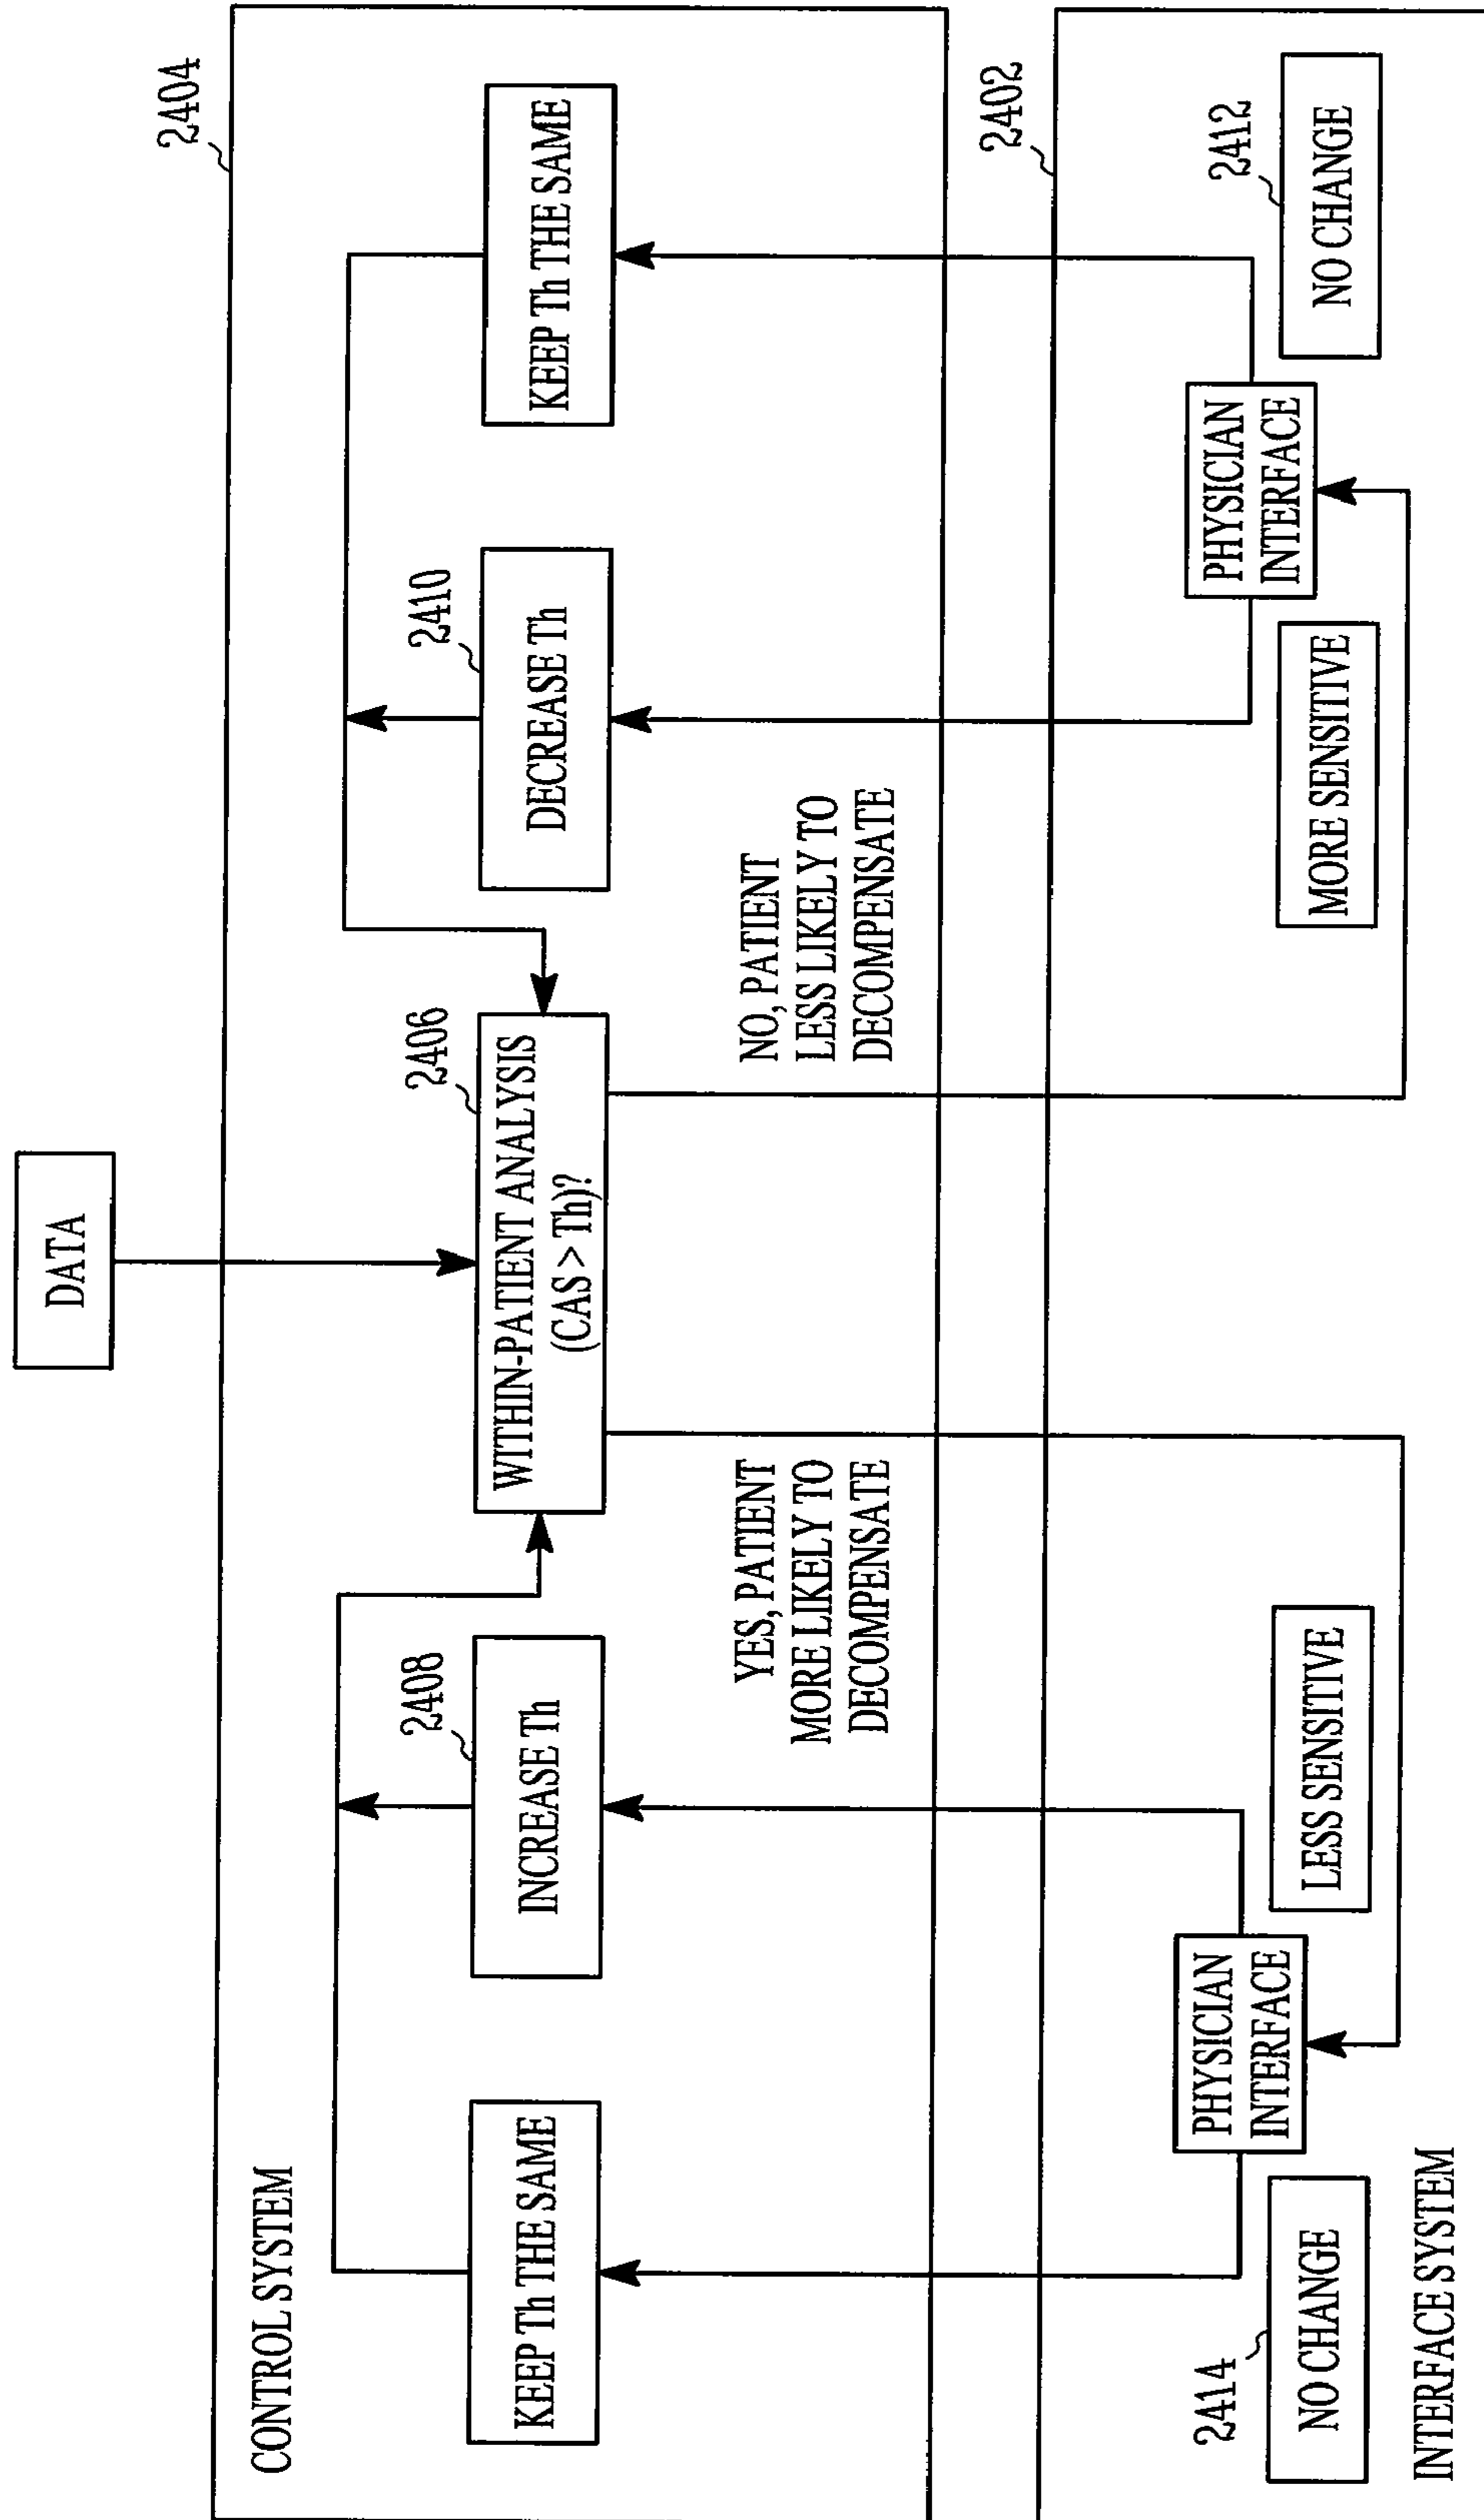 DATA
2404
CONTROL SYSTEM
2408
2406
2410
KEEP Th THE SAME
INCREASE Th
WITHIN-PATIENT ANALYSIS
(CAS > Th)?
DECREASE Th
KEEP Th THE SAME
YES, PATIENT
MORE LIKELY TO
DECOMPENSATE
NO, PATIENT
LESS LIKELY TO
DECOMPENSATE
2402
2414
NO CHANGE
PHYSICIAN
INTERFACE
LESS SENSITIVE
MORE SENSITIVE
PHYSICIAN
INTERFACE
2412
NO CHANGE
INTERFACE SYSTEM